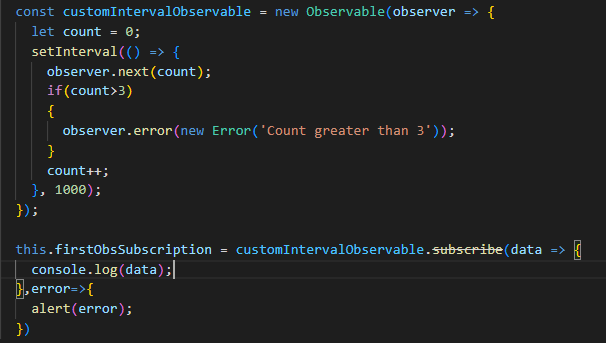 const customIntervalObservable = new Observable(observer => {
let count = 0;
setInterval(() => {
observer.next(count);
if(count>3)
{
observer.error(new Error('Count greater than 3'));
}
count++;
}, 1000);
});
this.firstObsSubscription = customIntervalObservable.subscribe(data => {
console.log(data);
},error=>{
alert(error);
})